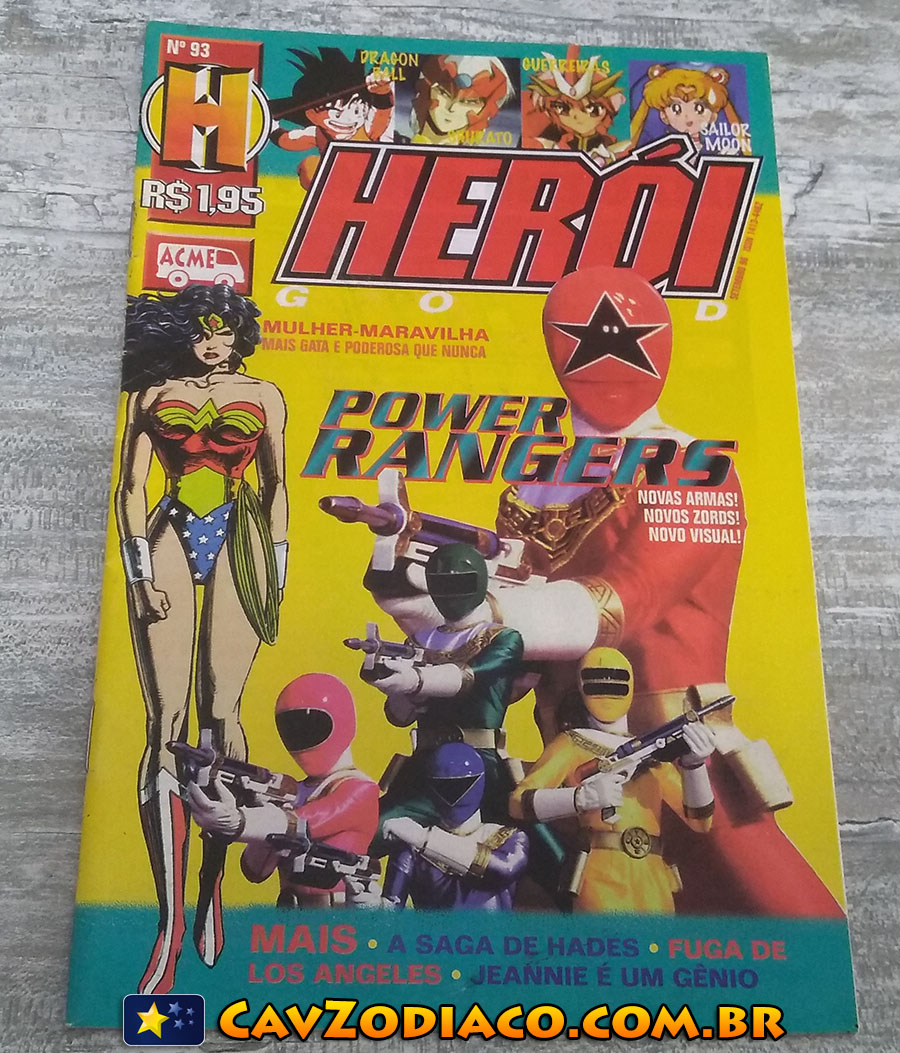 Nº 93
H
R$ 1,95
ACME
DRAGON
BALL
SHURATO
GUERREIRAS
SAILOR
MOON
HERÓI
GOLD
SETEMBRO 96
MULHER-MARAVILHA
MAIS GATA E PODEROSA QUE NUNCA
POWER
RANGERS
NOVAS ARMAS!
NOVOS ZORDS!
NOVO VISUAL!
MAIS • A SAGA DE HADES • FUGA DE
LOS ANGELES • JEANNIE É UM GÊNIO
CAVZODIACO.COM.BR